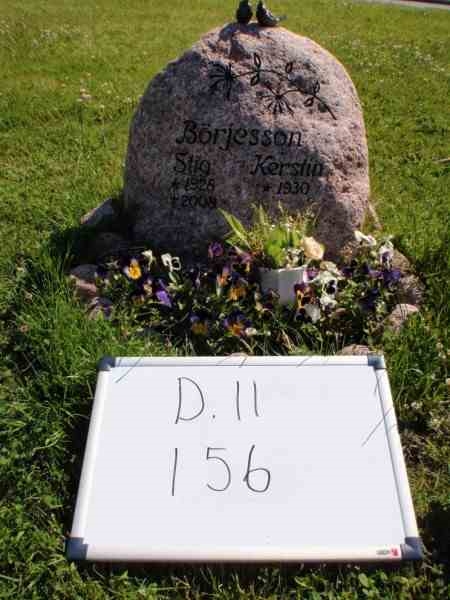 Börjesson
Stig Kerstin
* 1926 * 1930
† 2008
D. 11
156